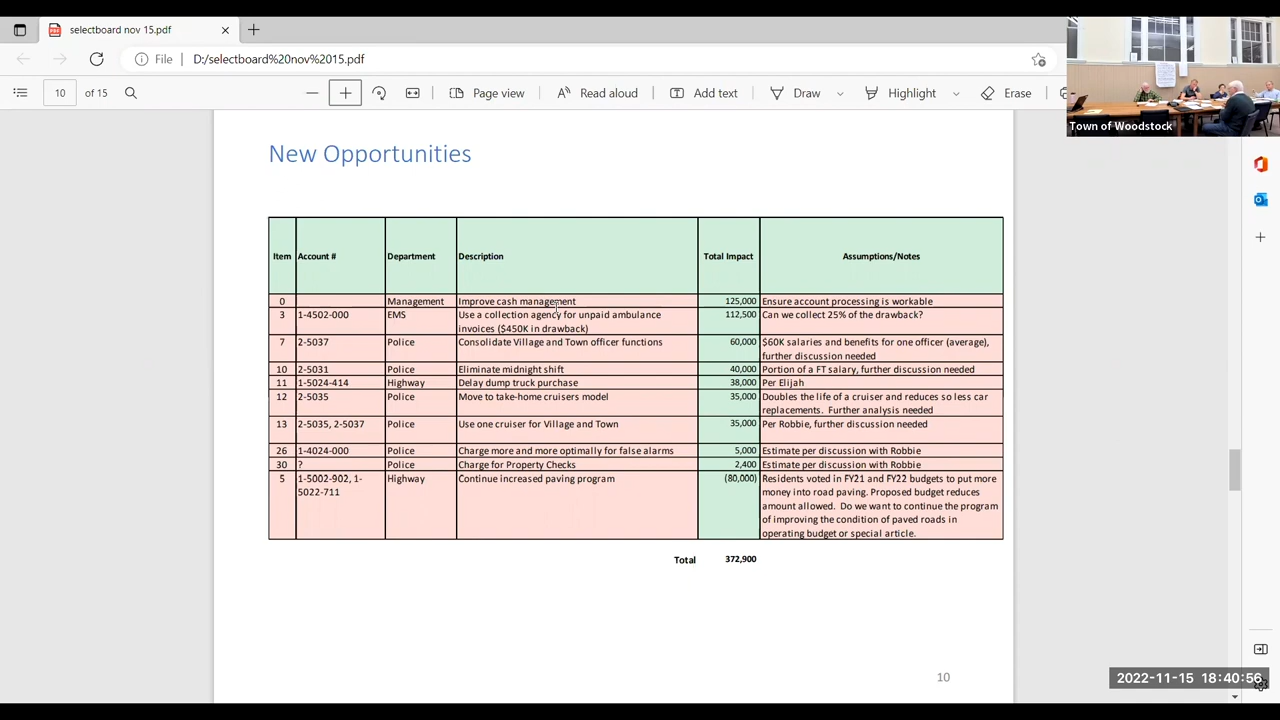 selectboard nov 15.pdf
File D:/selectboard%20nov%2015.pdf
10 of 15 Page view Read aloud Add text Draw Highlight Erase
Town of Woodstock
New Opportunities
Item Account # Department Description Total Impact Assumptions/Notes
0 Management Improve cash management 125,000 Ensure account processing is workable
3 1-4502-000 EMS Use a collection agency for unpaid ambulance 112,500 Can we collect 25% of the drawback?
invoices ($450K in drawback)
7 2-5037 Police Consolidate Village and Town officer functions 60,000 $60K salaries and benefits for one officer (average),
further discussion needed
10 2-5031 Police Eliminate midnight shift 40,000 Portion of a FT salary, further discussion needed
11 1-5024-414 Highway Delay dump truck purchase 38,000 Per Elijah
12 2-5035 Police Move to take-home cruisers model 35,000 Doubles the life of a cruiser and reduces so less car
replacements. Further analysis needed
13 2-5035, 2-5037 Police Use one cruiser for Village and Town 35,000 Per Robbie, further discussion needed
26 1-4024-000 Police Charge more and more optimally for false alarms 5,000 Estimate per discussion with Robbie
30 ? Police Charge for Property Checks 2,400 Estimate per discussion with Robbie
5 1-5002-902, 1- Highway Continue increased paving program (80,000) Residents voted in FY21 and FY22 budgets to put more
5022-711 money into road paving. Proposed budget reduces
amount allowed. Do we want to continue the program
of improving the condition of paved roads in
operating budget or special article.
Total 372,900
10
2022-11-15 18:40:56